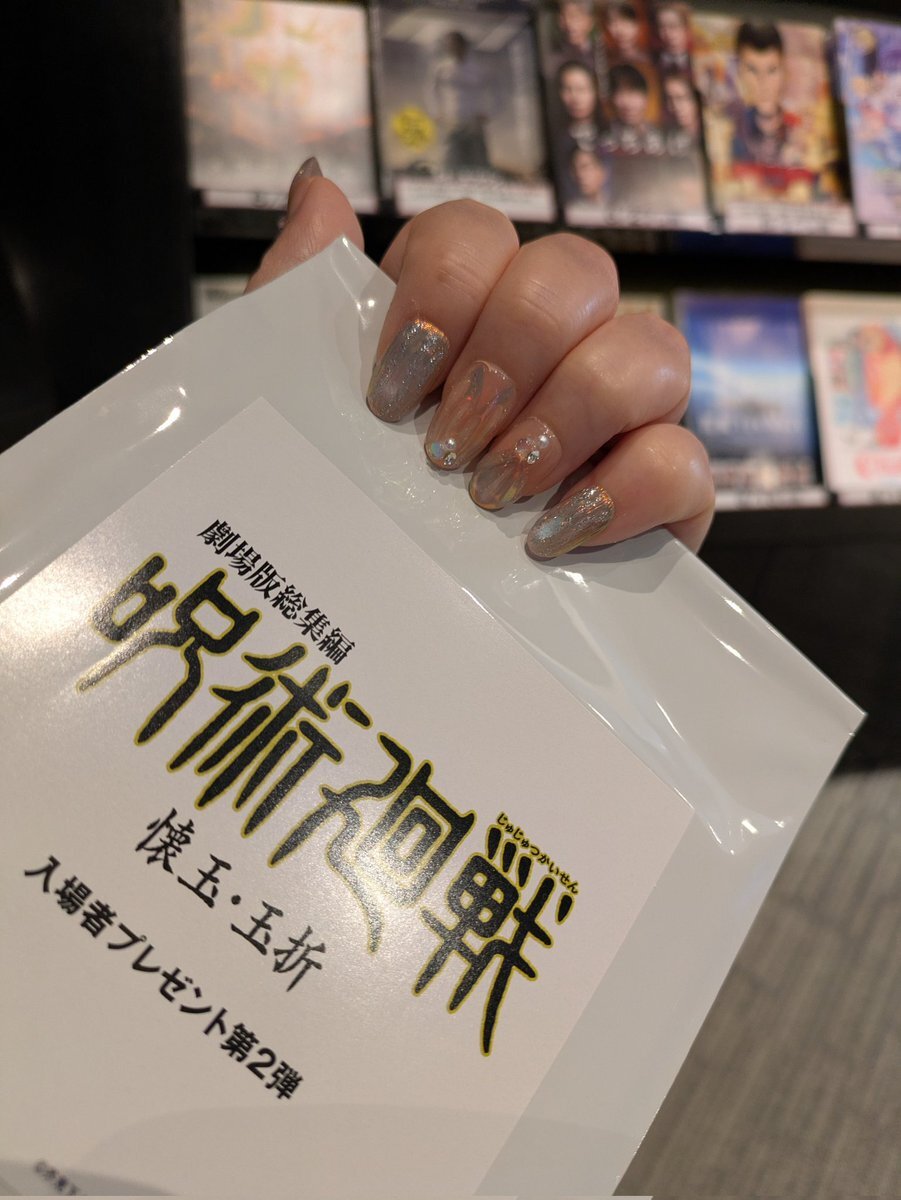 劇場版総集編
呪術廻戦
じゅじゅつかいせん
懐玉・玉折
入場者プレゼント第2弾